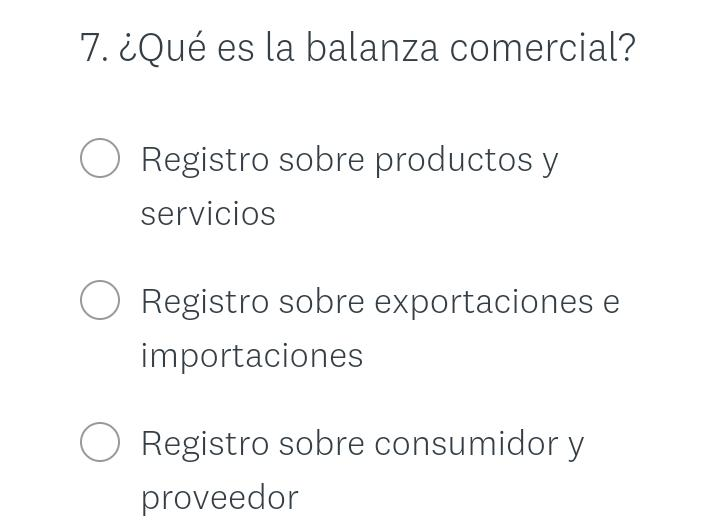 7. ¿Qué es la balanza comercial?
Registro sobre productos y
servicios
Registro sobre exportaciones e
importaciones
Registro sobre consumidor y
proveedor